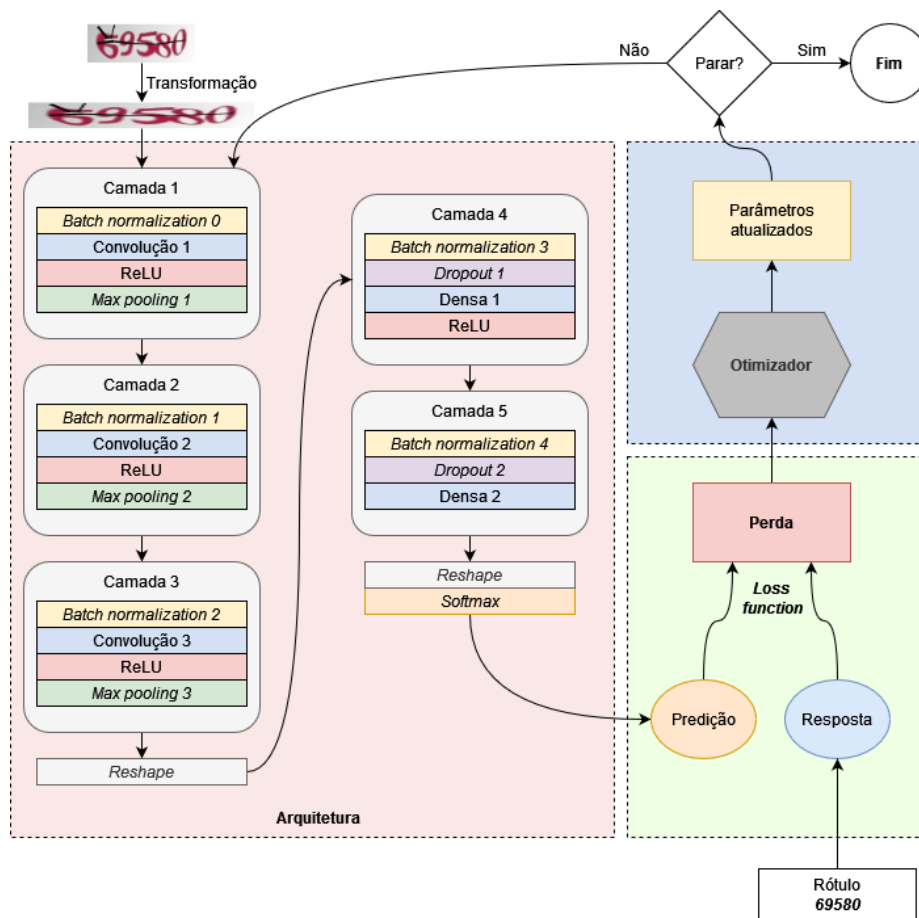 69580
Transformação
69580
Não
Parar?
Sim
Fim
Camada 1
Batch normalization 0
Convolução 1
ReLU
Max pooling 1
Camada 2
Batch normalization 1
Convolução 2
ReLU
Max pooling 2
Camada 3
Batch normalization 2
Convolução 3
ReLU
Max pooling 3
Reshape
Camada 4
Batch normalization 3
Dropout 1
Densa 1
ReLU
Camada 5
Batch normalization 4
Dropout 2
Densa 2
Reshape
Softmax
Arquitetura
Parâmetros
atualizados
Otimizador
Perda
Loss
function
Predição
Resposta
Rótulo
69580